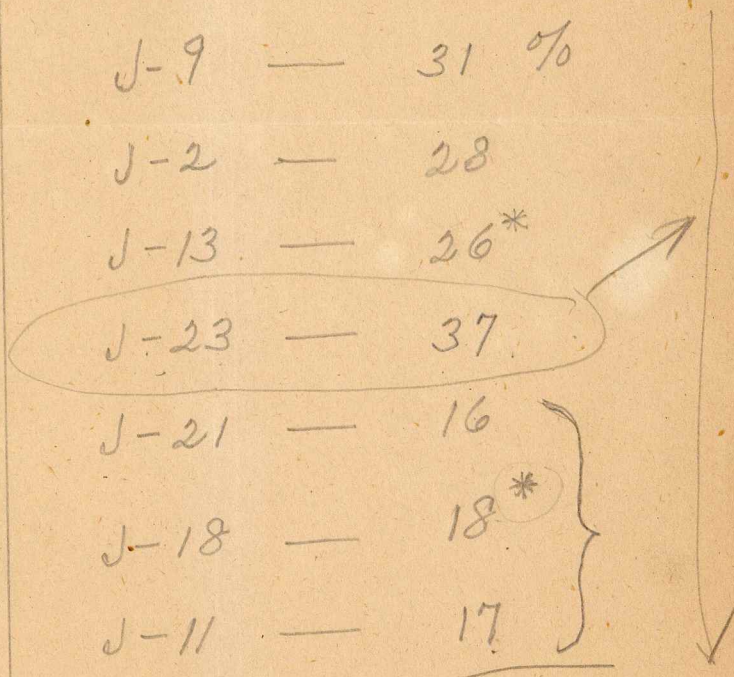 J-9 — 31 %
J-2 — 28
J-13 — 26*
J-23 — 37
J-21 — 16
J-18 — 18*
J-11 — 17